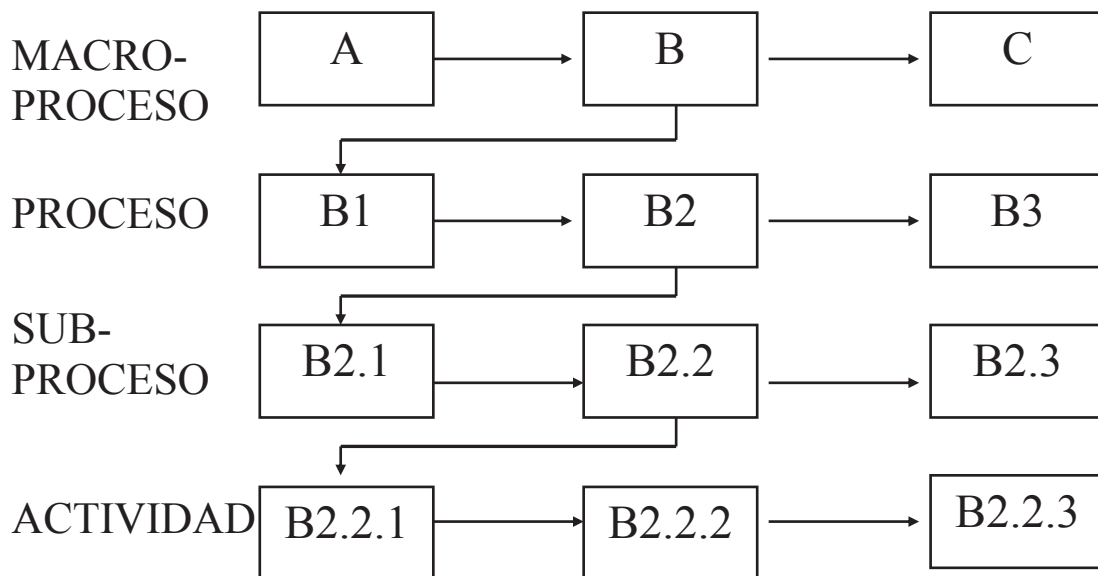 MACRO-
PROCESO
A
B
C
PROCESO
B1
B2
B3
SUB-
PROCESO
B2.1
B2.2
B2.3
ACTIVIDAD
B2.2.1
B2.2.2
B2.2.3